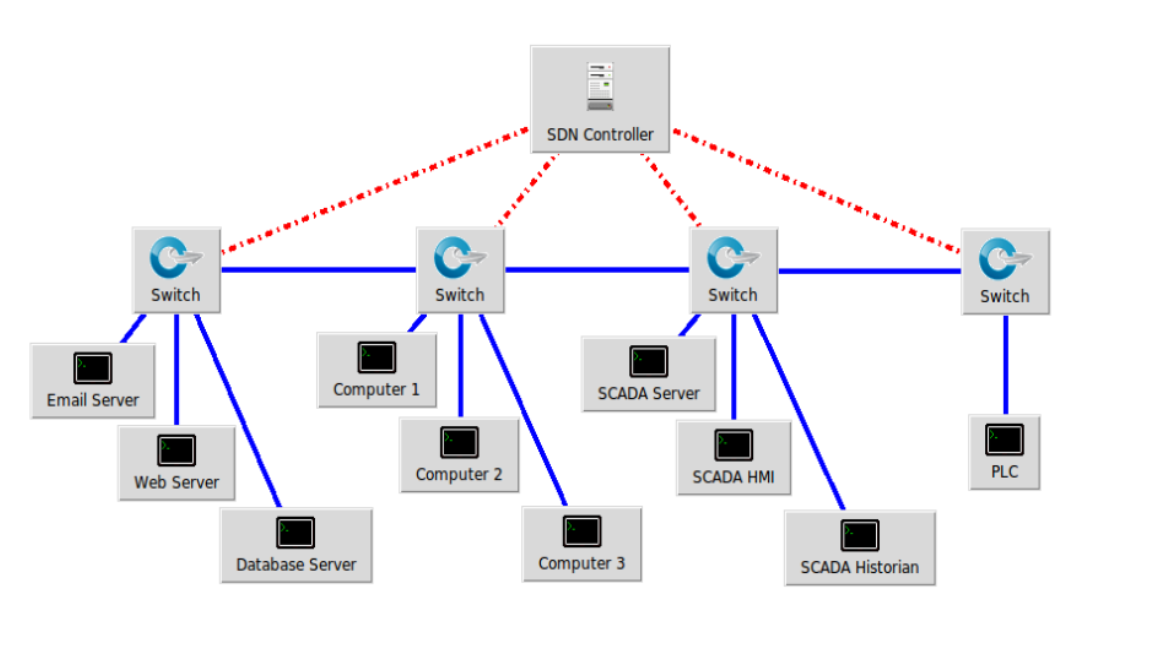 SDN Controller
Switch
Switch
Switch
Switch
Email Server
Web Server
Database Server
Computer 1
Computer 2
Computer 3
SCADA Server
SCADA HMI
SCADA Historian
PLC